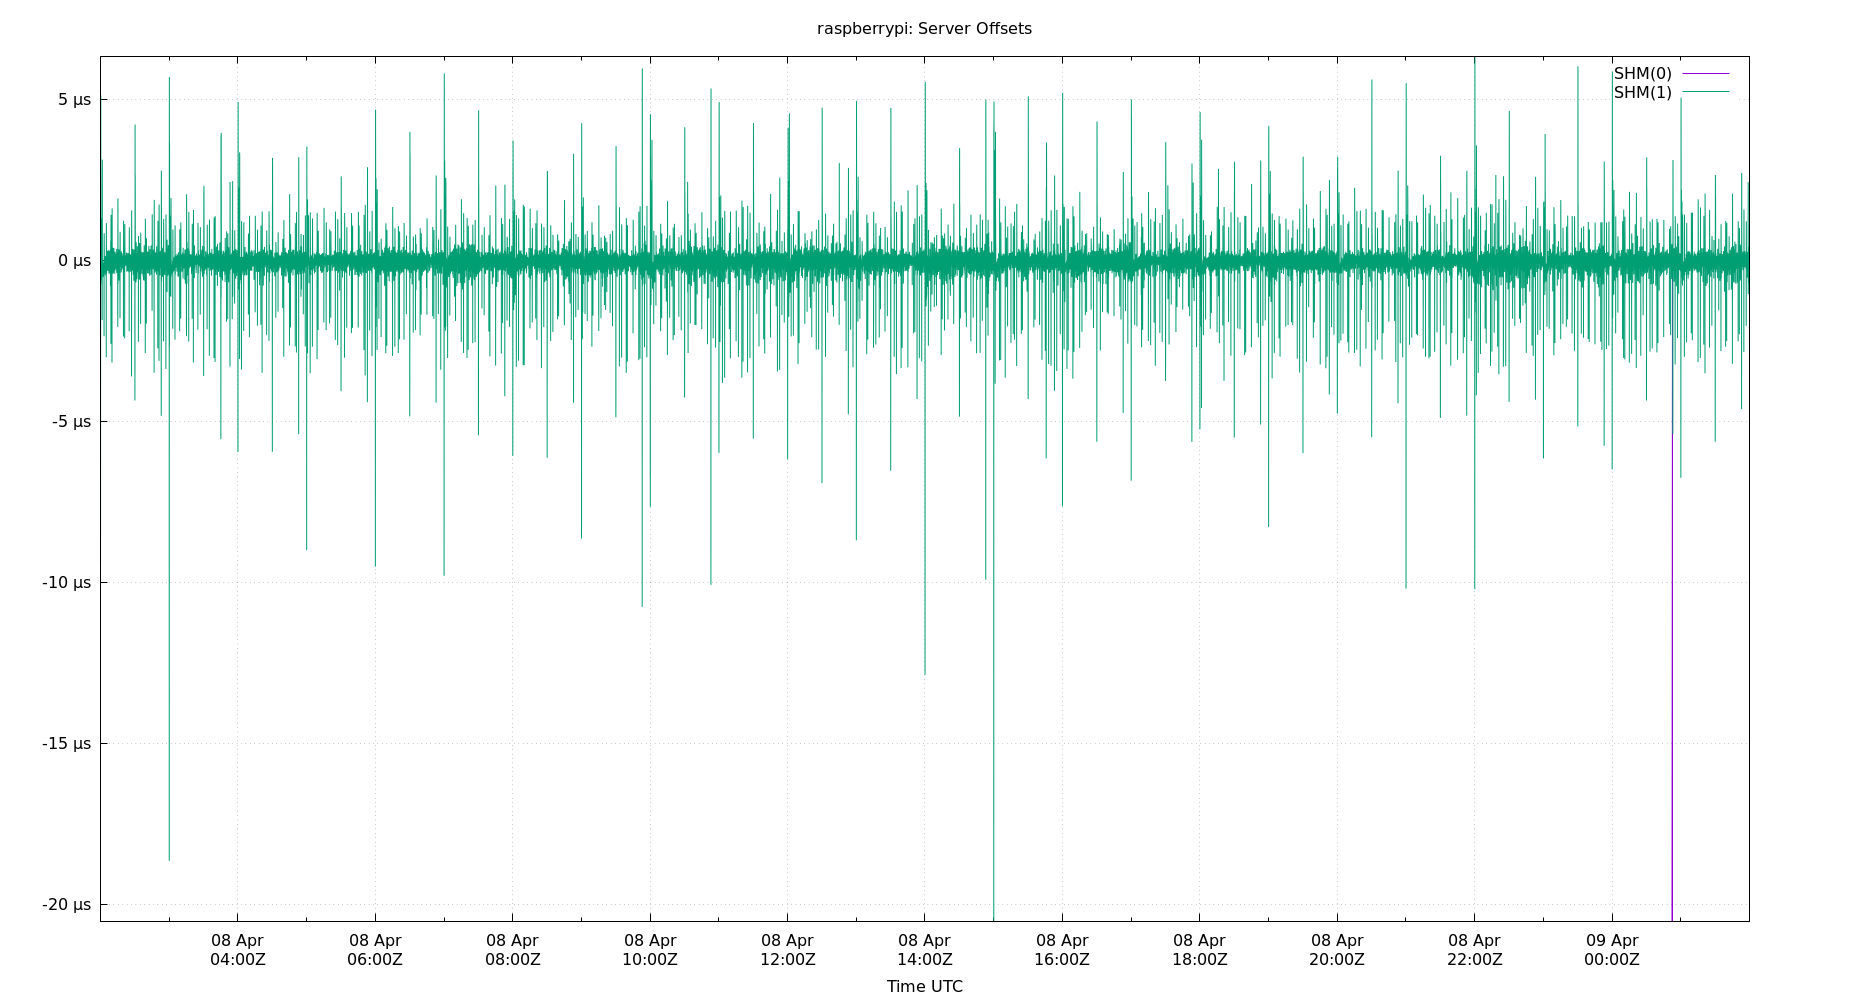 raspberrypi: Server Offsets
SHM(0)
SHM(1)
5 µs
0 µs
-5 µs
-10 µs
-15 µs
-20 µs
08 Apr 08 Apr 08 Apr 08 Apr 08 Apr 08 Apr 08 Apr 08 Apr 08 Apr 08 Apr 09 Apr
04:00Z 06:00Z 08:00Z 10:00Z 12:00Z 14:00Z 16:00Z 18:00Z 20:00Z 22:00Z 00:00Z
Time UTC